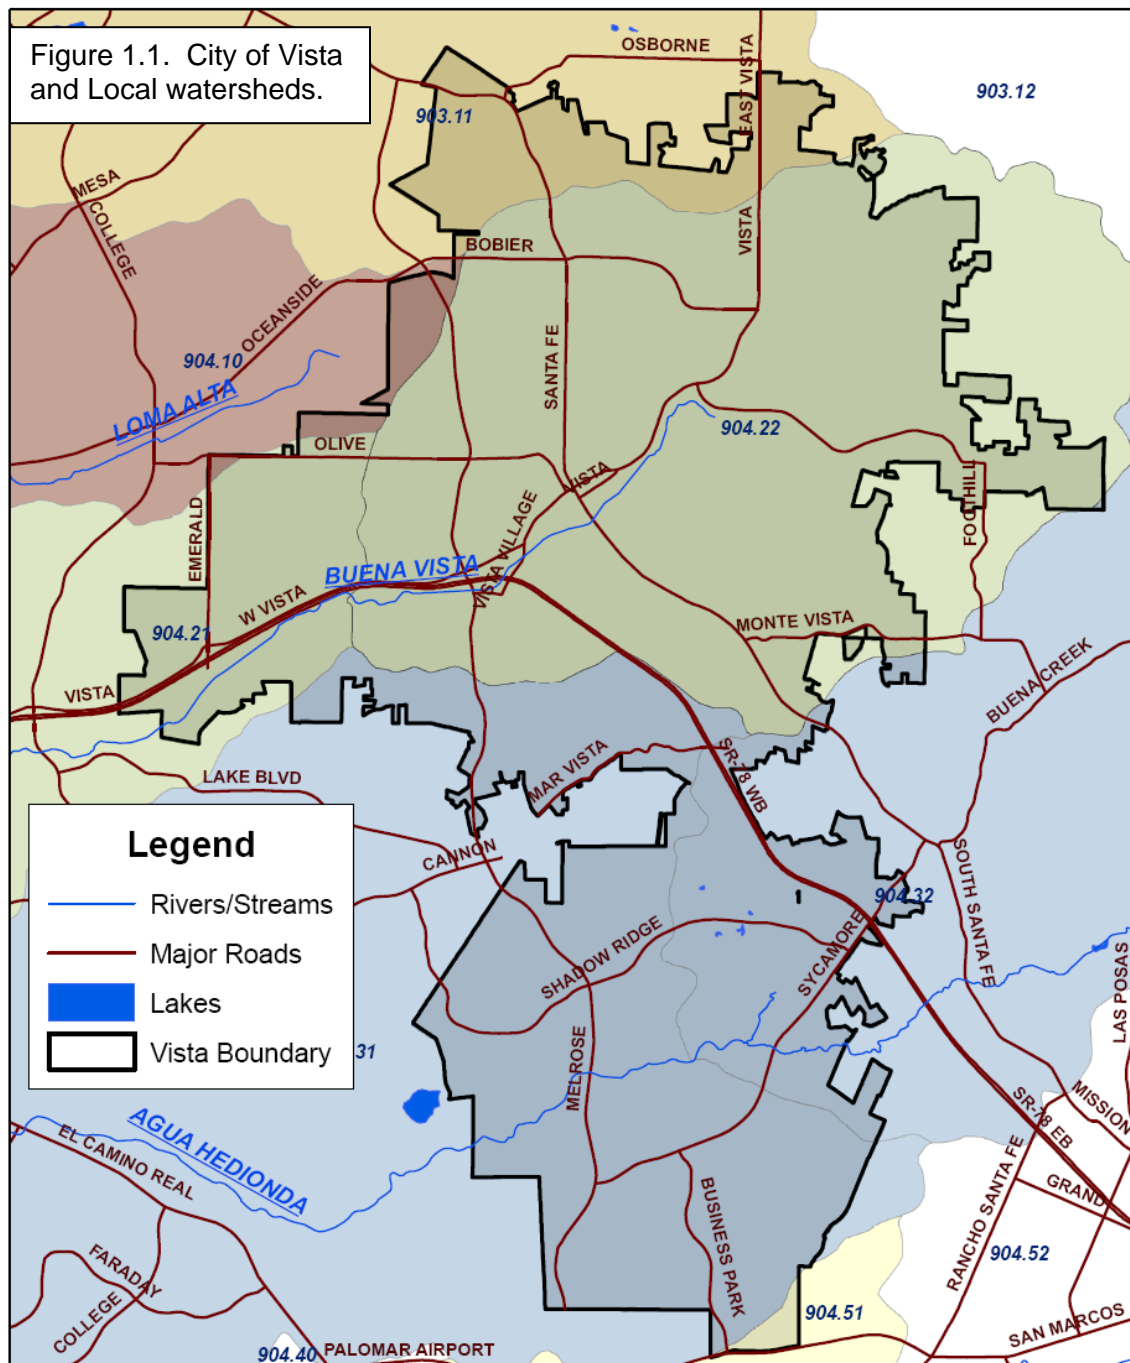 Figure 1.1. City of Vista
and Local watersheds.
OSBORNE
EAST VISTA
903.12
903.11
MESA
COLLEGE
VISTA
BOBIER
OCEANSIDE
SANTA FE
904.10
LOMA ALTA
904.22
OLIVE
VISTA
FOOTHILL
EMERALD
VISTA VILLAGE
BUENA VISTA
W VISTA
904.21
MONTE VISTA
VISTA
BUENA CREEK
SR-78 WB
LAKE BLVD
MAR VISTA
CANNON
904.32
SOUTH SANTA FE
SHADOW RIDGE
SYCAMORE
LAS POSAS
Legend
Rivers/Streams
Major Roads
Lakes
Vista Boundary
31
MELROSE
MISSION
SR-78 EB
AGUA HEDIONDA
EL CAMINO REAL
RANCHO SANTA FE
GRAND
BUSINESS PARK
904.52
FARADAY
COLLEGE
904.51
SAN MARCOS
904.40
PALOMAR AIRPORT